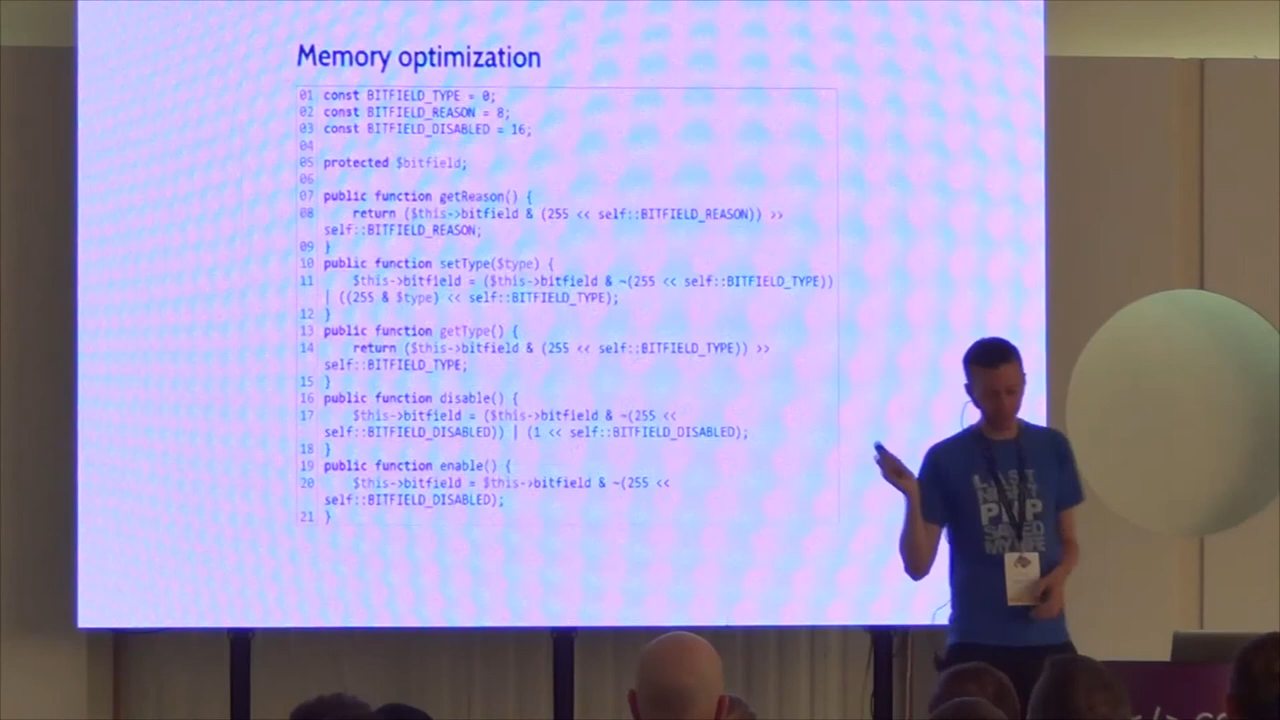 Memory optimization
01 const BITFIELD_TYPE = 0;
02 const BITFIELD_REASON = 8;
03 const BITFIELD_DISABLED = 16;
04
05 protected $bitfield;
06
07 public function getReason() {
08 return ($this->bitfield & (255 << self::BITFIELD_REASON)) >>
self::BITFIELD_REASON;
09 }
10 public function setType($type) {
11 $this->bitfield = ($this->bitfield & ~(255 << self::BITFIELD_TYPE))
| ((255 & $type) << self::BITFIELD_TYPE);
12 }
13 public function getType() {
14 return ($this->bitfield & (255 << self::BITFIELD_TYPE)) >>
self::BITFIELD_TYPE;
15 }
16 public function disable() {
17 $this->bitfield = ($this->bitfield & ~(255 <<
self::BITFIELD_DISABLED)) | (1 << self::BITFIELD_DISABLED);
18 }
19 public function enable() {
20 $this->bitfield = $this->bitfield & ~(255 <<
self::BITFIELD_DISABLED);
21 }